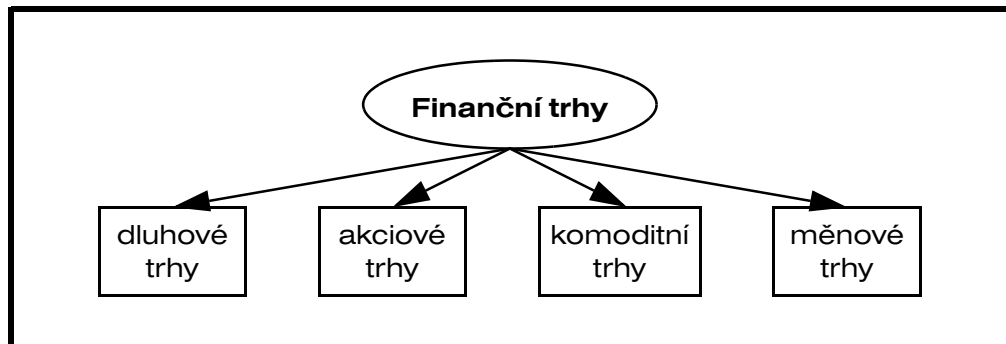 Finanční trhy
dluhové
trhy
akciové
trhy
komoditní
trhy
měnové
trhy